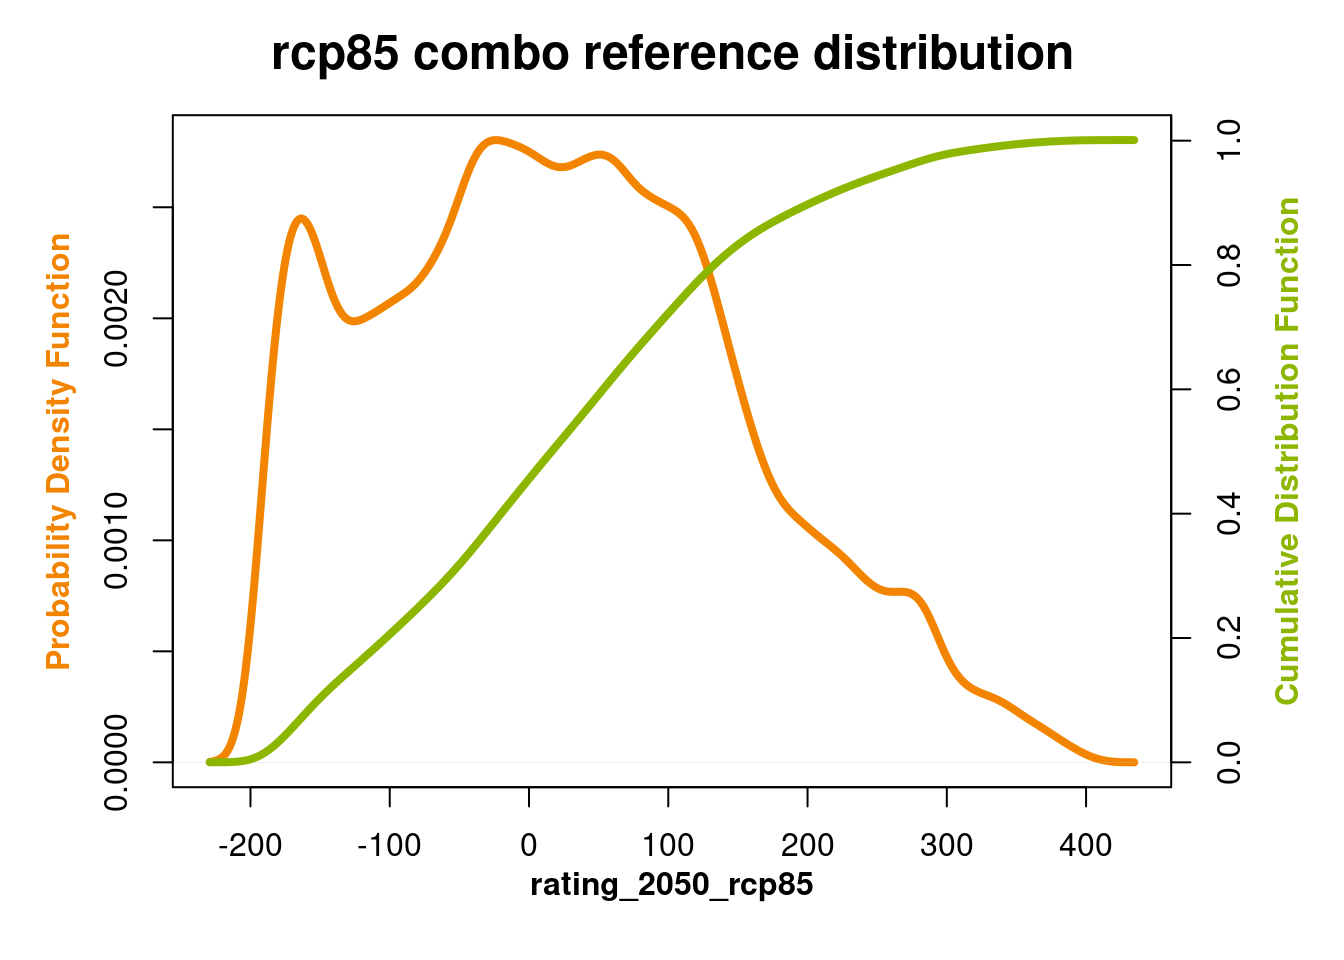 rcp85 combo reference distribution
Probability Density Function
0.0000
0.0010
0.0020
Cumulative Distribution Function
0.0
0.2
0.4
0.6
0.8
1.0
-200 -100 0 100 200 300 400
rating_2050_rcp85